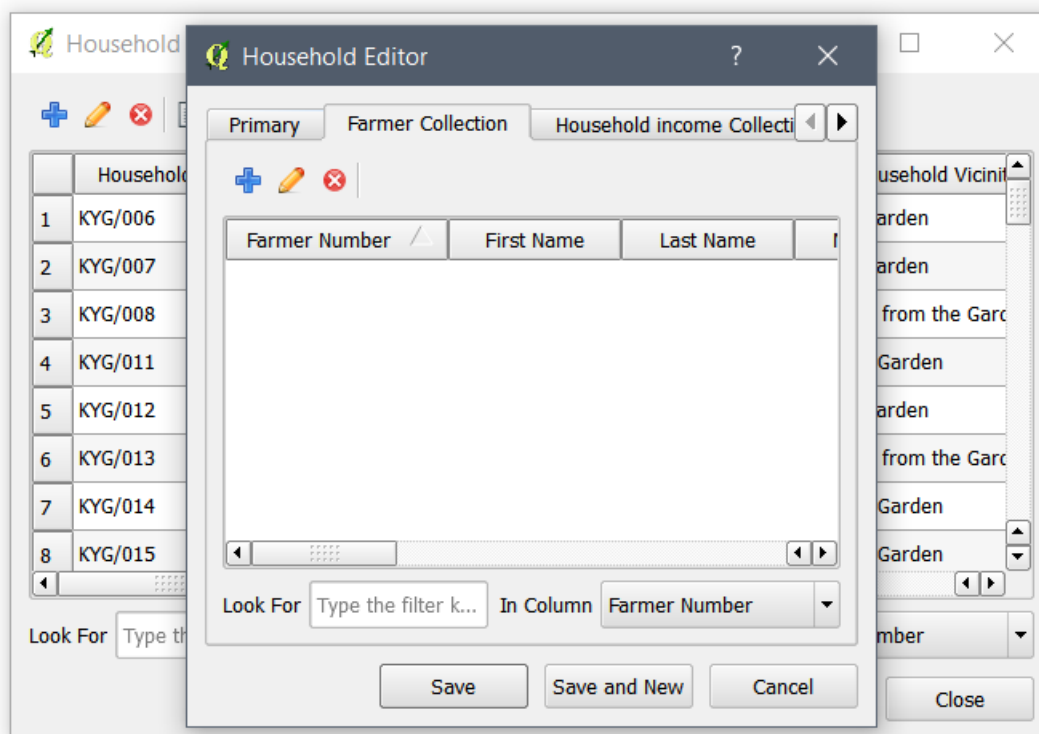 Household
Household Editor
?
Primary
Farmer Collection
Household income Collecti
Household
usehold Vicinit
Farmer Number
First Name
Last Name
1 KYG/006
arden
2 KYG/007
arden
3 KYG/008
from the Gard
4 KYG/011
Garden
5 KYG/012
arden
6 KYG/013
from the Gard
7 KYG/014
Garden
8 KYG/015
Garden
Look For Type the filter k... In Column Farmer Number
Look For Type th
mber
Save
Save and New
Cancel
Close